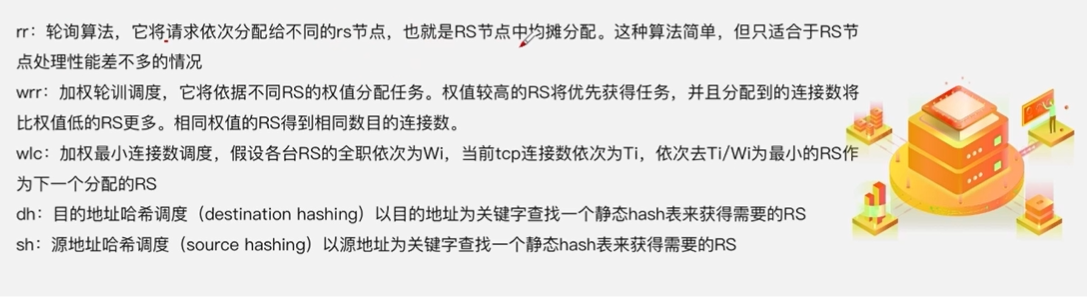 rr：轮询算法，它将请求依次分配给不同的rs节点，也就是RS节点中均摊分配。这种算法简单，但只适合于RS节
点处理性能差不多的情况
wrr：加权轮训调度，它将依据不同RS的权值分配任务。权值较高的RS将优先获得任务，并且分配到的连接数将
比权值低的RS更多。相同权值的RS得到相同数目的连接数。
wlc：加权最小连接数调度，假设各台RS的全职依次为Wi，当前tcp连接数依次为Ti，依次去Ti/Wi为最小的RS作
为下一个分配的RS
dh：目的地址哈希调度（destination hashing）以目的地址为关键字查找一个静态hash表来获得需要的RS
sh：源地址哈希调度（source hashing）以源地址为关键字查找一个静态hash表来获得需要的RS